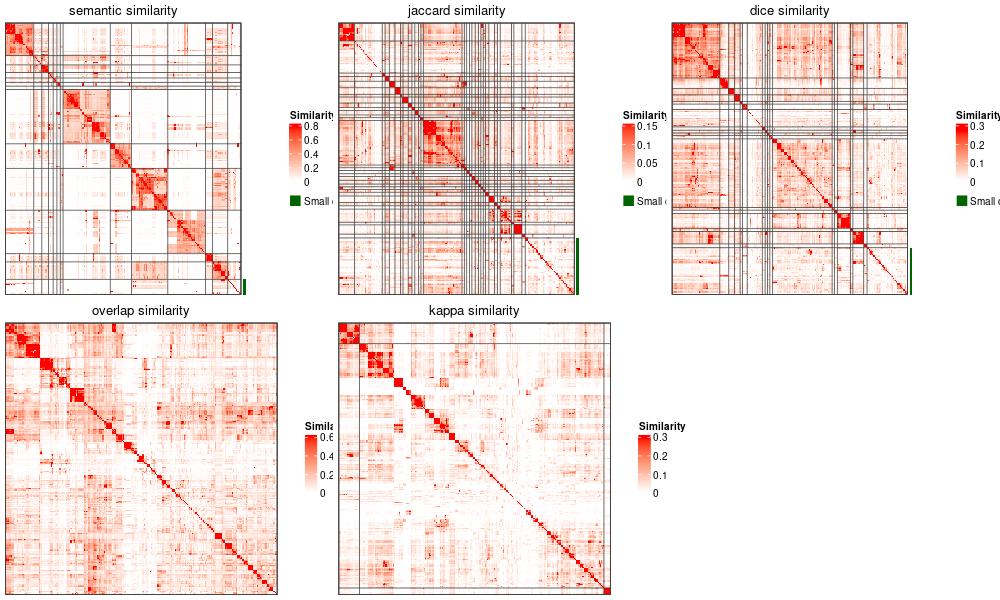 semantic similarity
jaccard similarity
dice similarity
Similarity
0.8
0.6
0.4
0.2
0
Small
Similarity
0.15
0.1
0.05
0
Small
Similarity
0.3
0.2
0.1
0
Small
overlap similarity
kappa similarity
Simila
0.6
0.4
0.2
0
Similarity
0.3
0.2
0.1
0